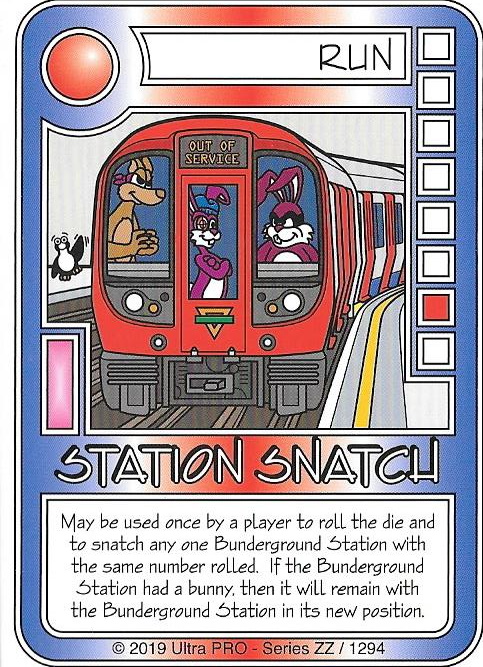 RUN
OUT OF
SERVICE
STATION SNATCH
May be used once by a player to roll the die and
to snatch any one Bunderground Station with
the same number rolled. If the Bunderground
Station had a bunny, then it will remain with
the Bunderground Station in its new position.
© 2019 Ultra PRO - Series ZZ / 1294